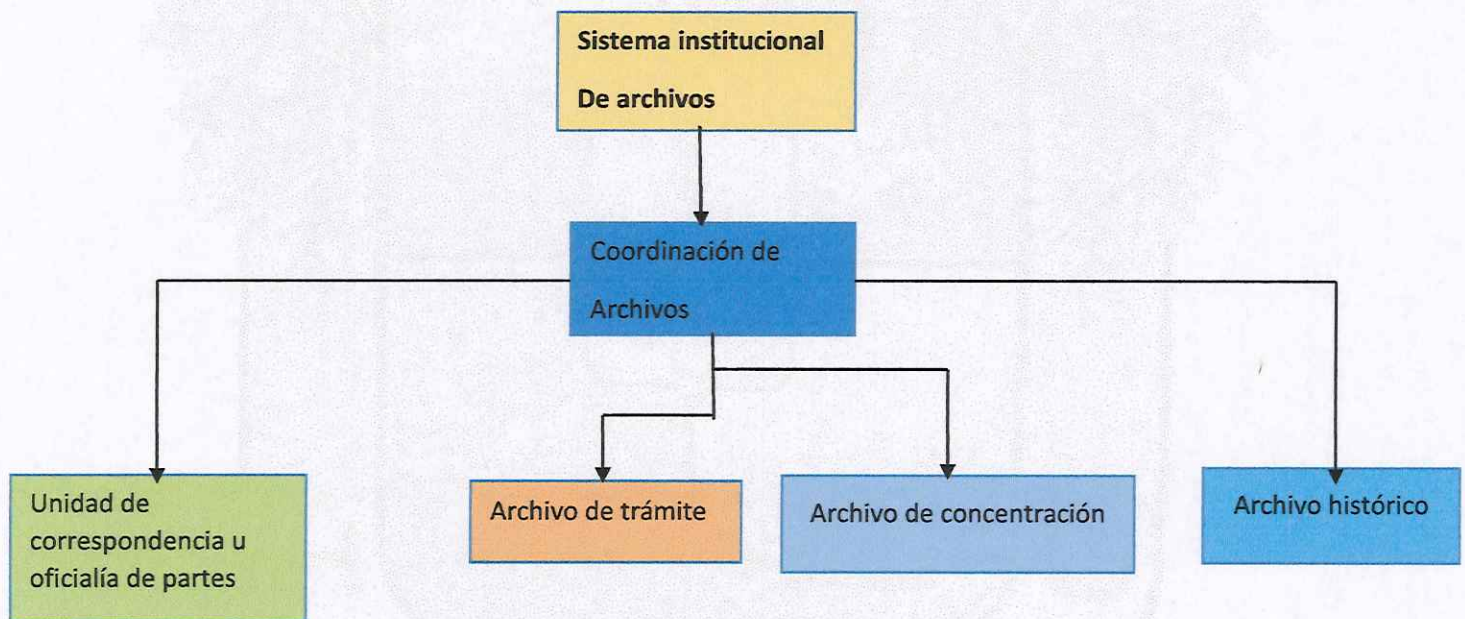 Sistema institucional
De archivos
Coordinación de
Archivos
Unidad de
correspondencia u
oficialía de partes
Archivo de trámite
Archivo de concentración
Archivo histórico